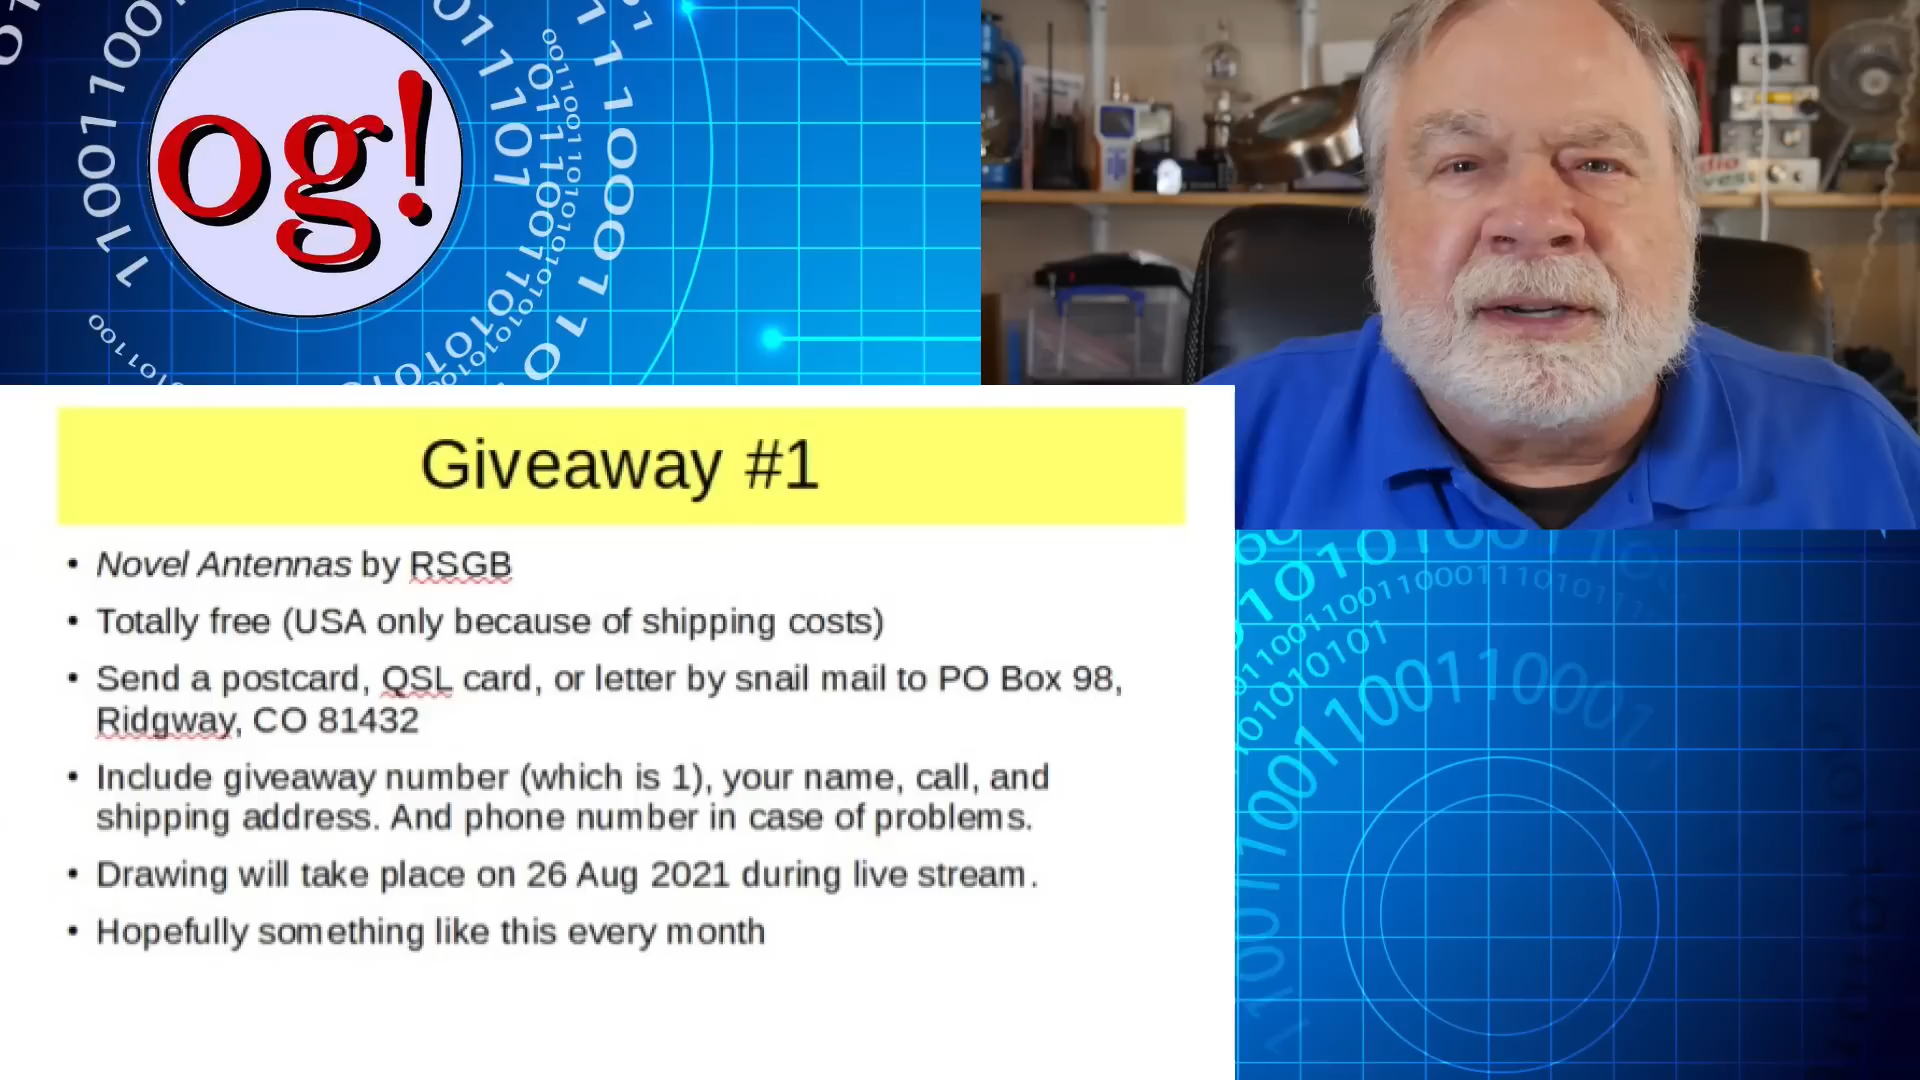 og!
Giveaway #1
• Novel Antennas by RSGB
• Totally free (USA only because of shipping costs)
• Send a postcard, QSL card, or letter by snail mail to PO Box 98,
Ridgway, CO 81432
• Include giveaway number (which is 1), your name, call, and
shipping address. And phone number in case of problems.
• Drawing will take place on 26 Aug 2021 during live stream.
• Hopefully something like this every month